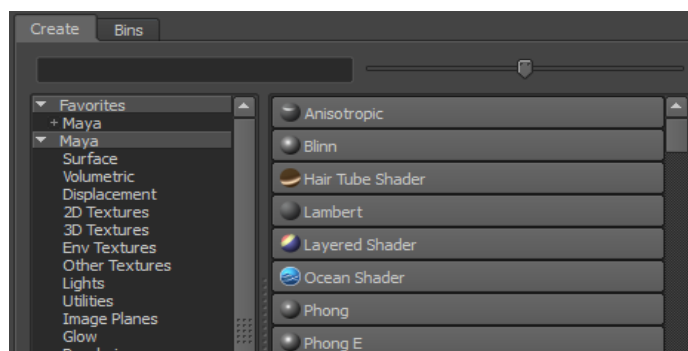 Create Bins
Favorites
+ Maya
Maya
Surface
Volumetric
Displacement
2D Textures
3D Textures
Env Textures
Other Textures
Lights
Utilities
Image Planes
Glow
Anisotropic
Blinn
Hair Tube Shader
Lambert
Layered Shader
Ocean Shader
Phong
Phong E